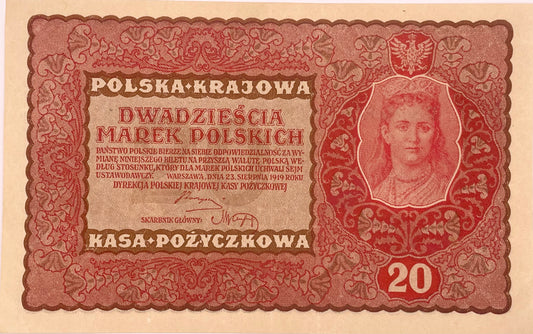 POLSKA·KRAJOWA
DWADZIEŚCIA
MAREK POLSKICH
PAŃSTWO POLSKIE BIERZE NA SIEBIE ODPOWIEDZIALNOŚĆ ZA WY-
MIANĘ NINIEJSZEGO BILETU NA PRZYSZŁĄ WALUTĘ POLSKĄ WE-
DŁUG STOSUNKU, KTÓRY DLA MAREK POLSKICH UCHWALI SEJM
USTAWODAWCZY. WARSZAWA, DNIA 23. SIERPNIA 1919 ROKU
DYREKCJA POLSKIEJ KRAJOWEJ KASY POŻYCZKOWEJ
SKARBNIK GŁÓWNY:
KASA·POŻYCZKOWA
20